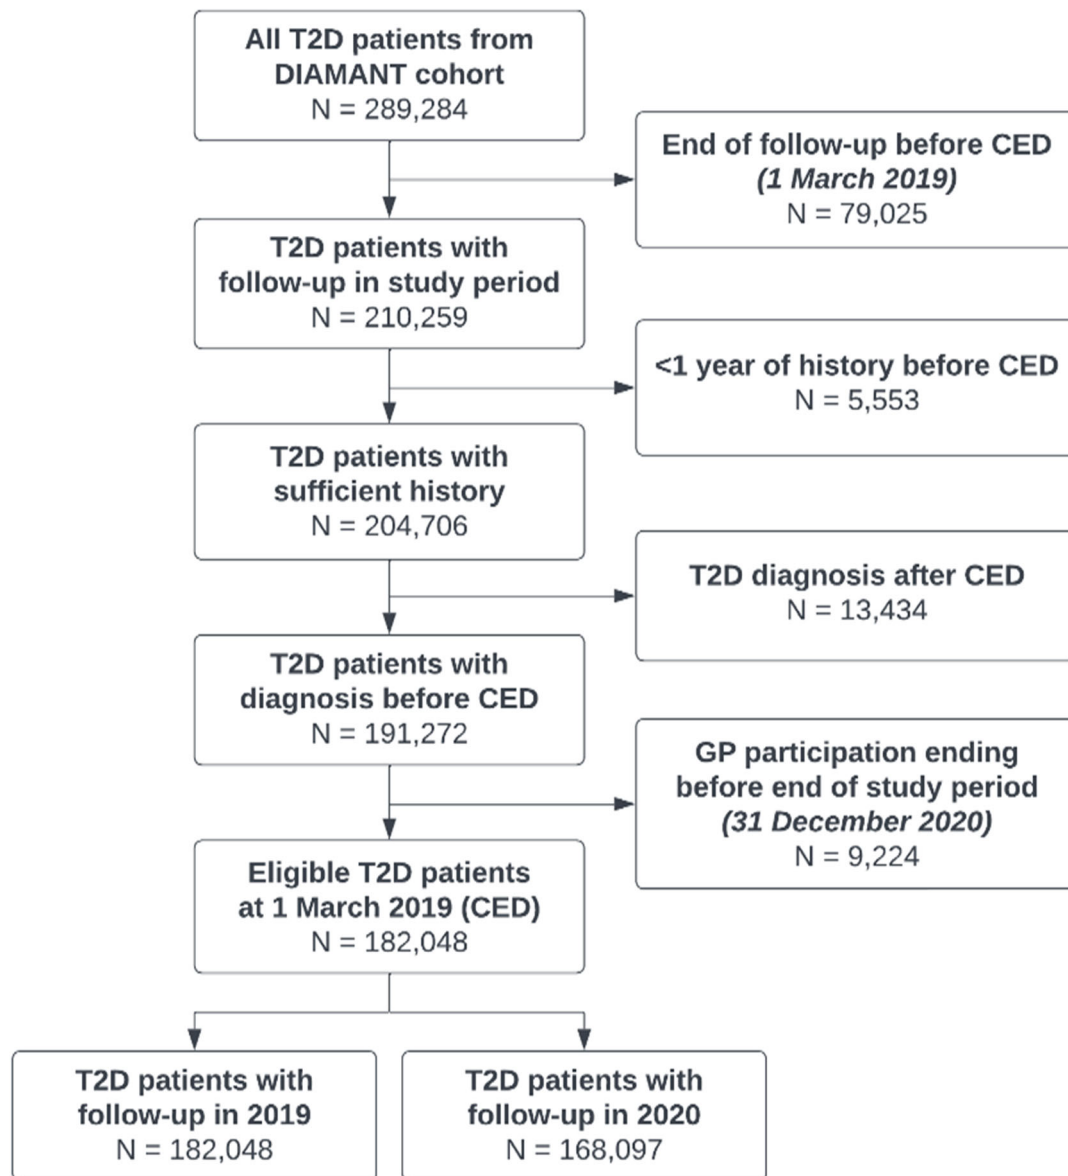 All T2D patients from
DIAMANT cohort
N = 289,284
End of follow-up before CED
(1 March 2019)
N = 79,025
T2D patients with
follow-up in study period
N = 210,259
<1 year of history before CED
N = 5,553
T2D patients with
sufficient history
N = 204,706
T2D diagnosis after CED
N = 13,434
T2D patients with
diagnosis before CED
N = 191,272
GP participation ending
before end of study period
(31 December 2020)
N = 9,224
Eligible T2D patients
at 1 March 2019 (CED)
N = 182,048
T2D patients with
follow-up in 2019
N = 182,048
T2D patients with
follow-up in 2020
N = 168,097